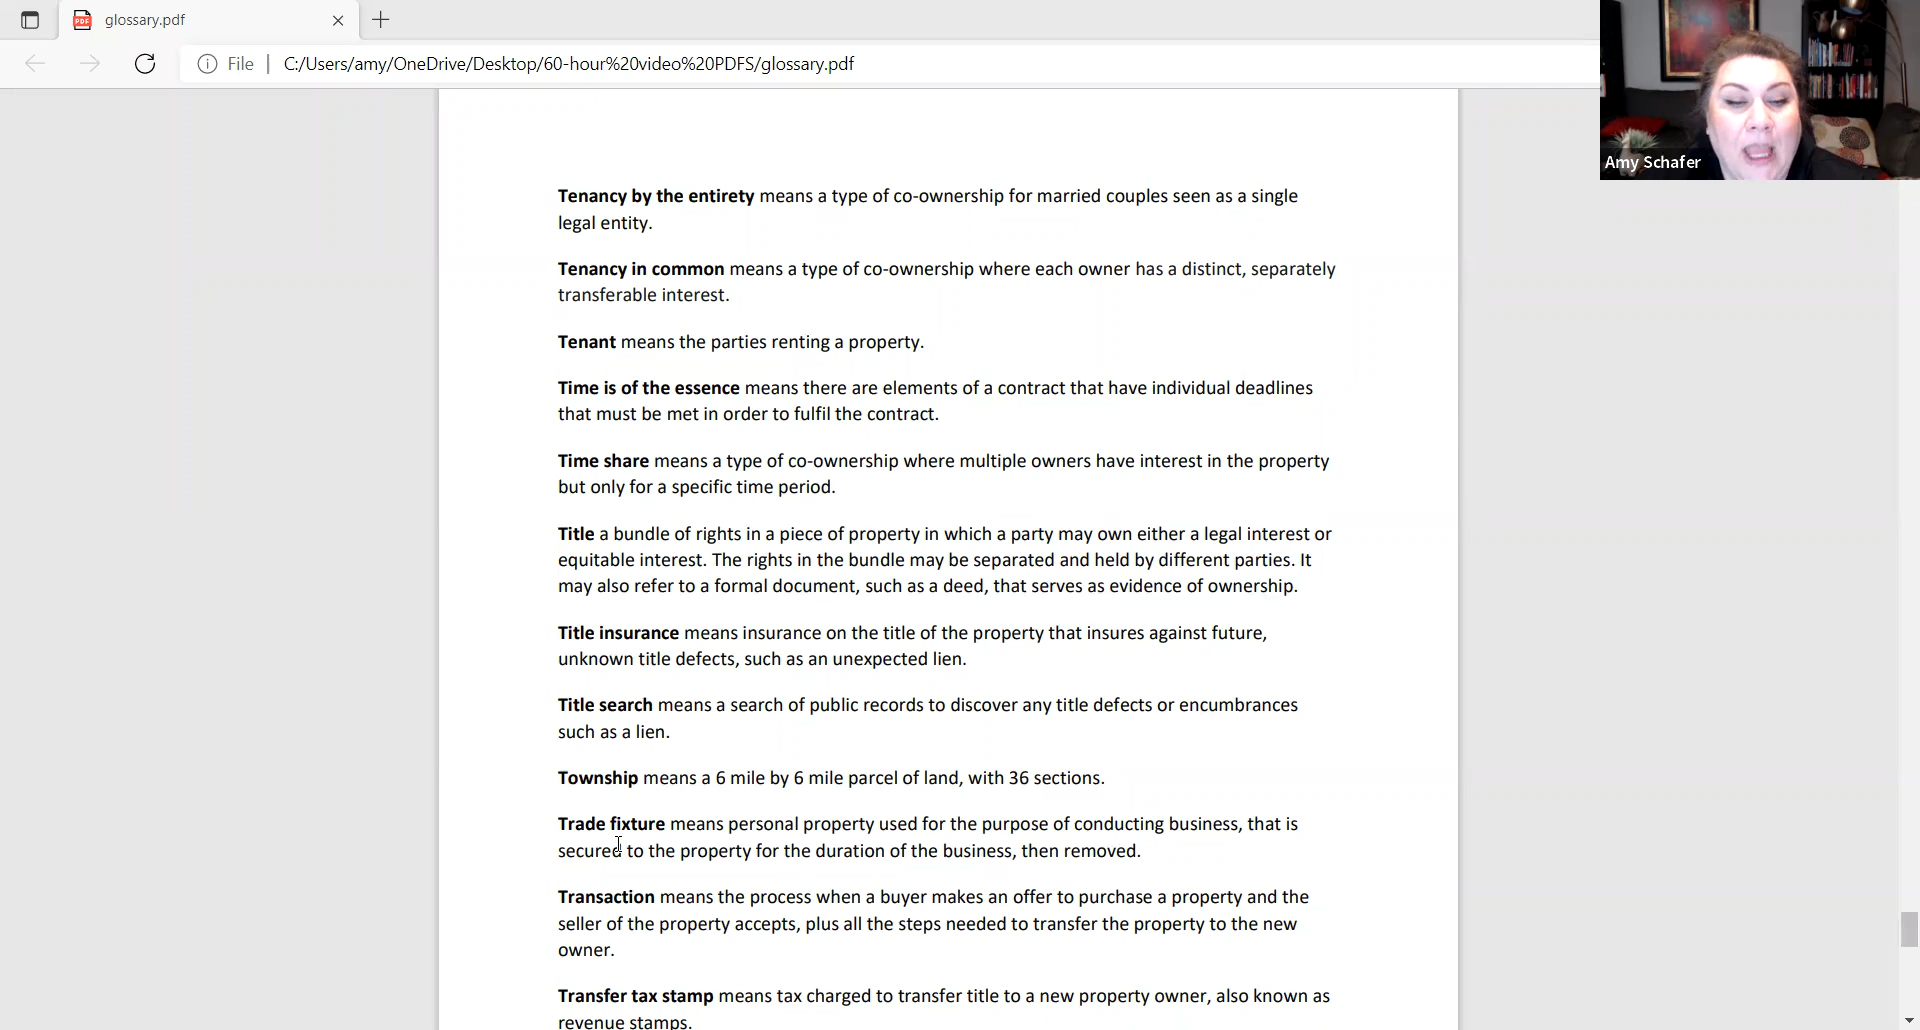 glossary.pdf
File
C:/Users/amy/OneDrive/Desktop/60-hour%20video%20PDFS/glossary.pdf
Amy Schafer
Tenancy by the entirety means a type of co-ownership for married couples seen as a single
legal entity.
Tenancy in common means a type of co-ownership where each owner has a distinct, separately
transferable interest.
Tenant means the parties renting a property.
Time is of the essence means there are elements of a contract that have individual deadlines
that must be met in order to fulfil the contract.
Time share means a type of co-ownership where multiple owners have interest in the property
but only for a specific time period.
Title a bundle of rights in a piece of property in which a party may own either a legal interest or
equitable interest. The rights in the bundle may be separated and held by different parties. It
may also refer to a formal document, such as a deed, that serves as evidence of ownership.
Title insurance means insurance on the title of the property that insures against future,
unknown title defects, such as an unexpected lien.
Title search means a search of public records to discover any title defects or encumbrances
such as a lien.
Township means a 6 mile by 6 mile parcel of land, with 36 sections.
Trade fixture means personal property used for the purpose of conducting business, that is
secured to the property for the duration of the business, then removed.
Transaction means the process when a buyer makes an offer to purchase a property and the
seller of the property accepts, plus all the steps needed to transfer the property to the new
owner.
Transfer tax stamp means tax charged to transfer title to a new property owner, also known as
revenue stamps.